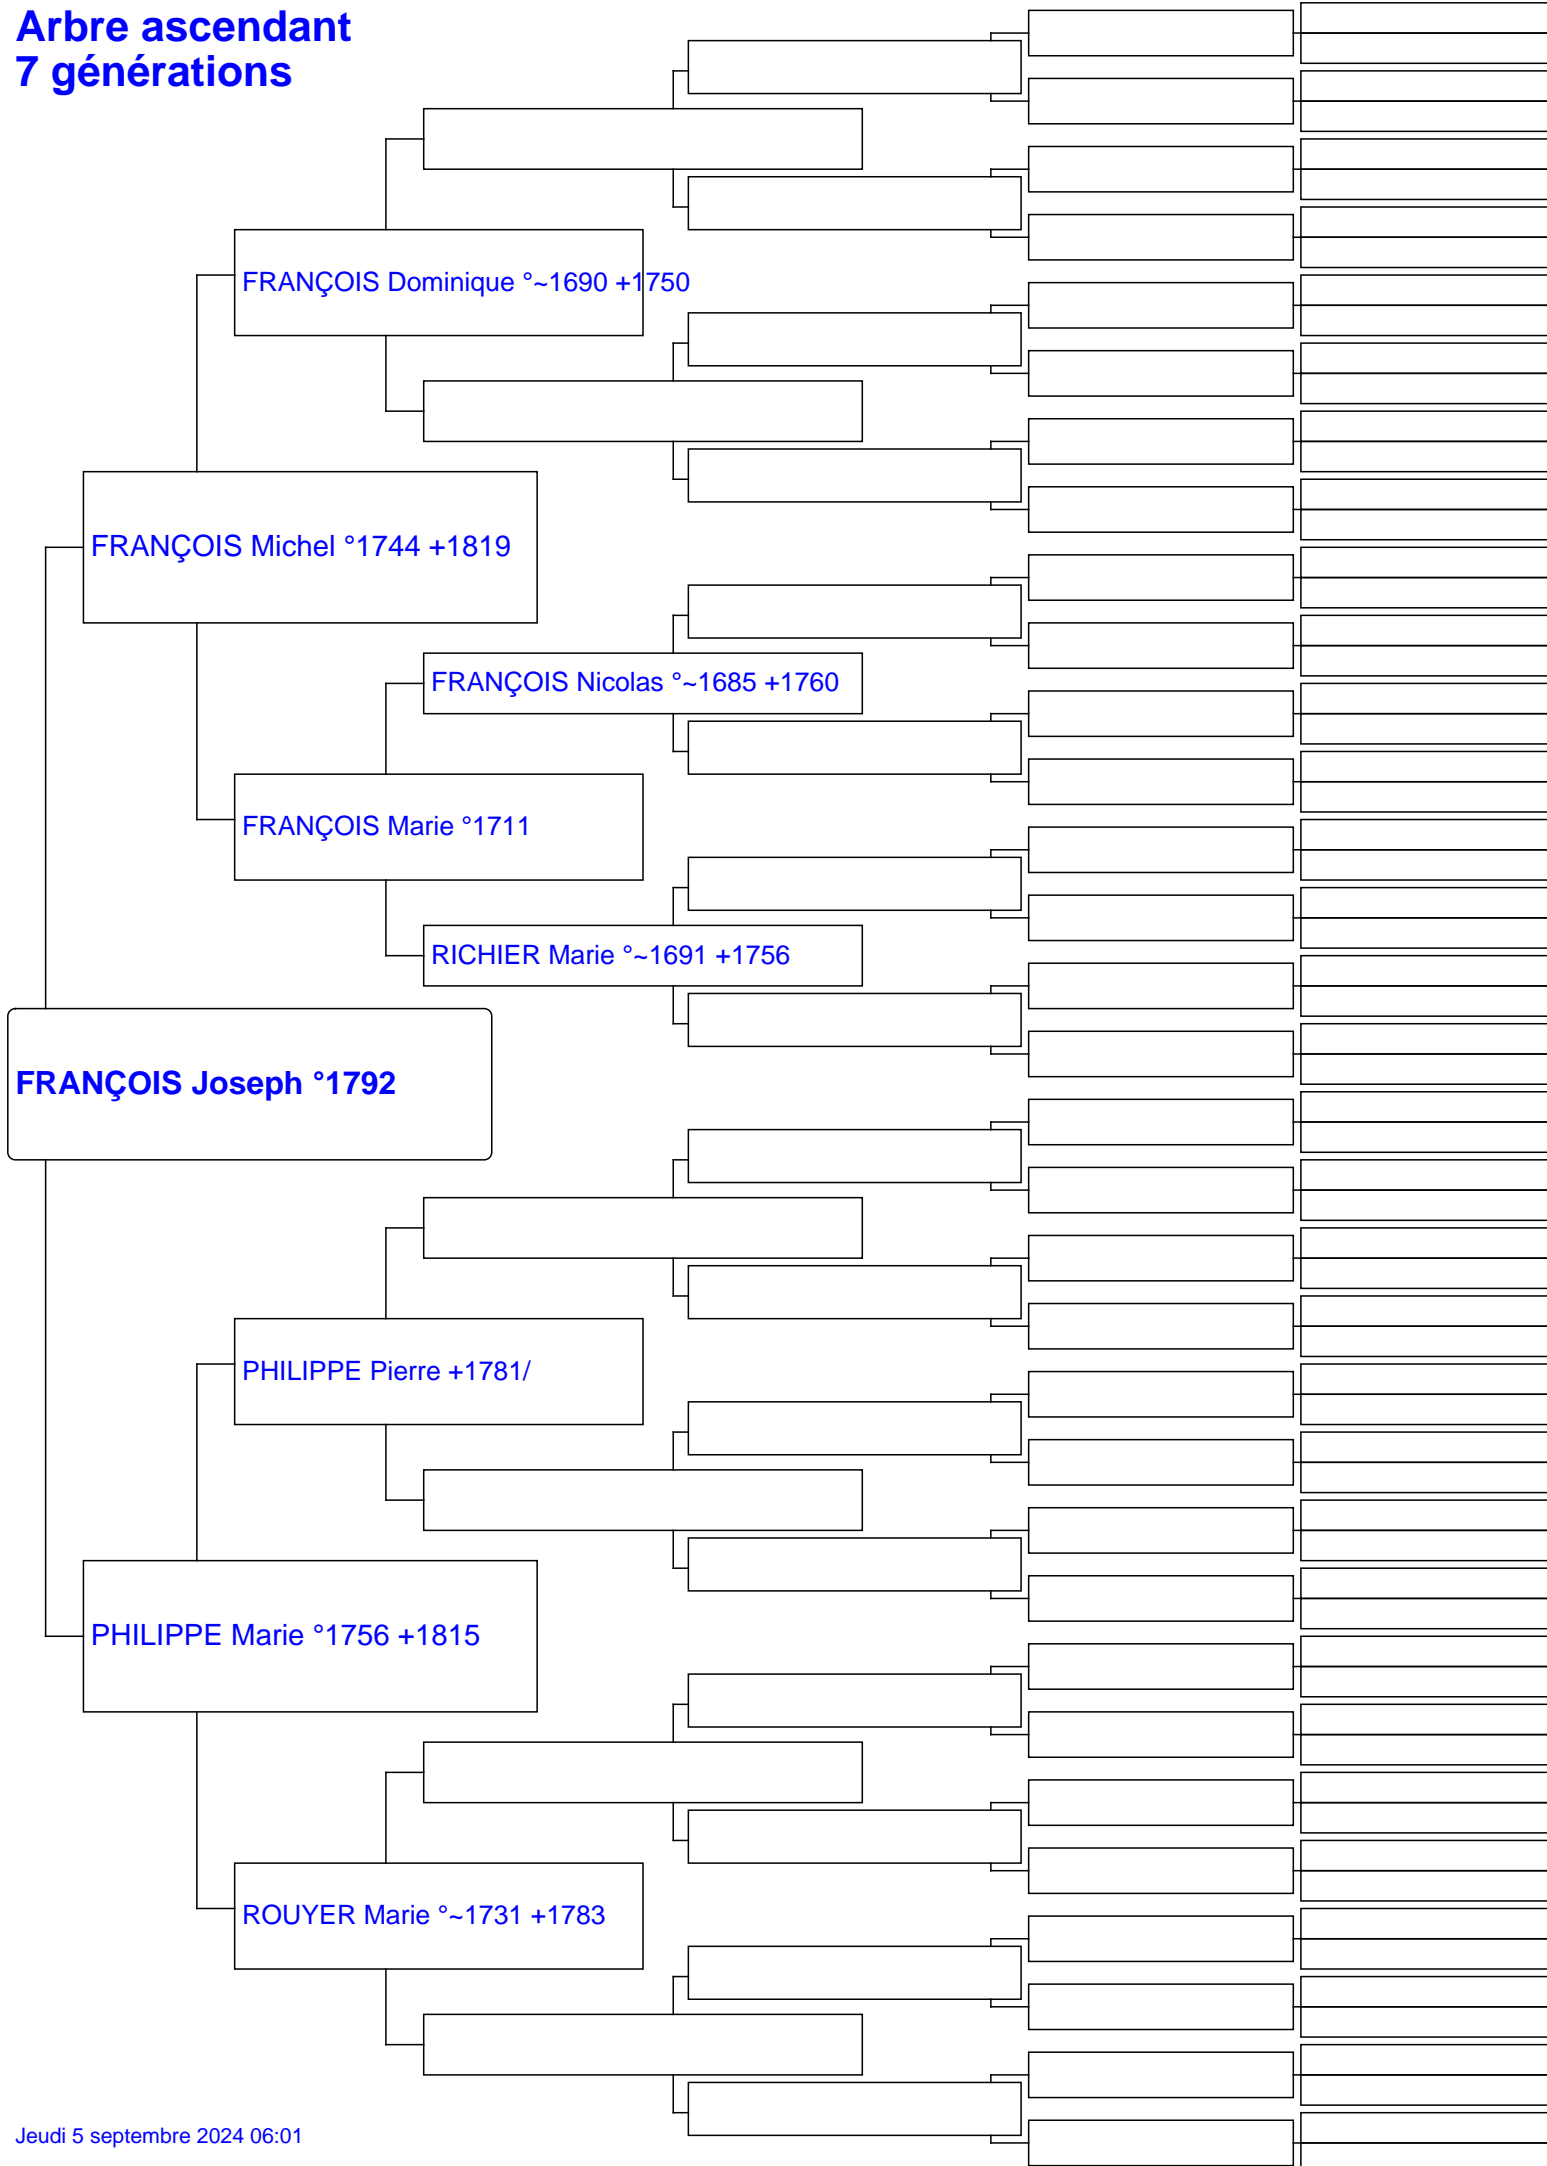 Arbre ascendant
7 générations
FRANÇOIS Dominique °~1690 +1750
FRANÇOIS Michel °1744 +1819
FRANÇOIS Nicolas °~1685 +1760
FRANÇOIS Marie °1711
RICHIER Marie °~1691 +1756
FRANÇOIS Joseph °1792
PHILIPPE Pierre +1781/
PHILIPPE Marie °1756 +1815
ROUYER Marie °~1731 +1783
Jeudi 5 septembre 2024 06:01